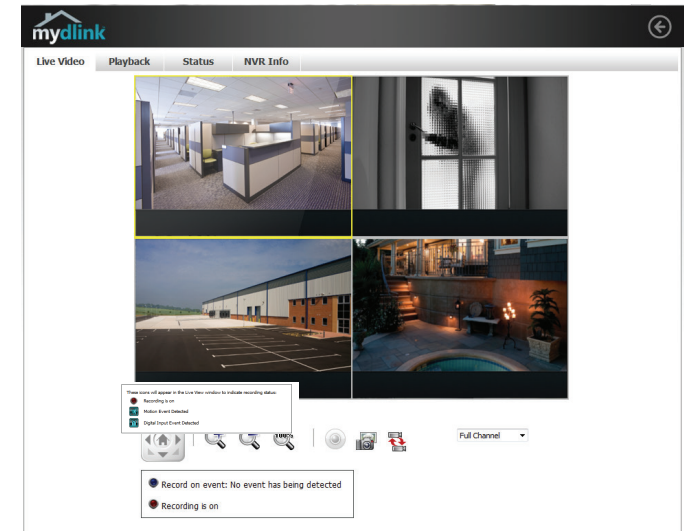 mydlink
Live Video Playback Status NVR Info
These icons will appear in the Live View window to indicate recording status.
Recording is on
Motion Event Detected
Digital Input Event Detected
100%
Full Channel
Record on event: No event has being detected
Recording is on